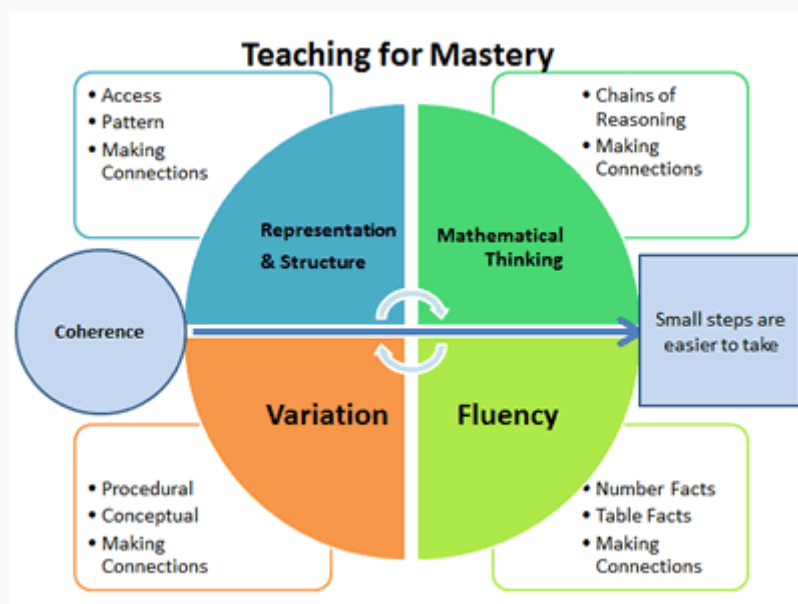 Teaching for Mastery
• Access
• Pattern
• Making
Connections
• Chains of
Reasoning
• Making
Connections
Representation
& Structure
Mathematical
Thinking
Coherence
Small steps are
easier to take
Variation
Fluency
• Procedural
• Conceptual
• Making
Connections
• Number Facts
• Table Facts
• Making
Connections